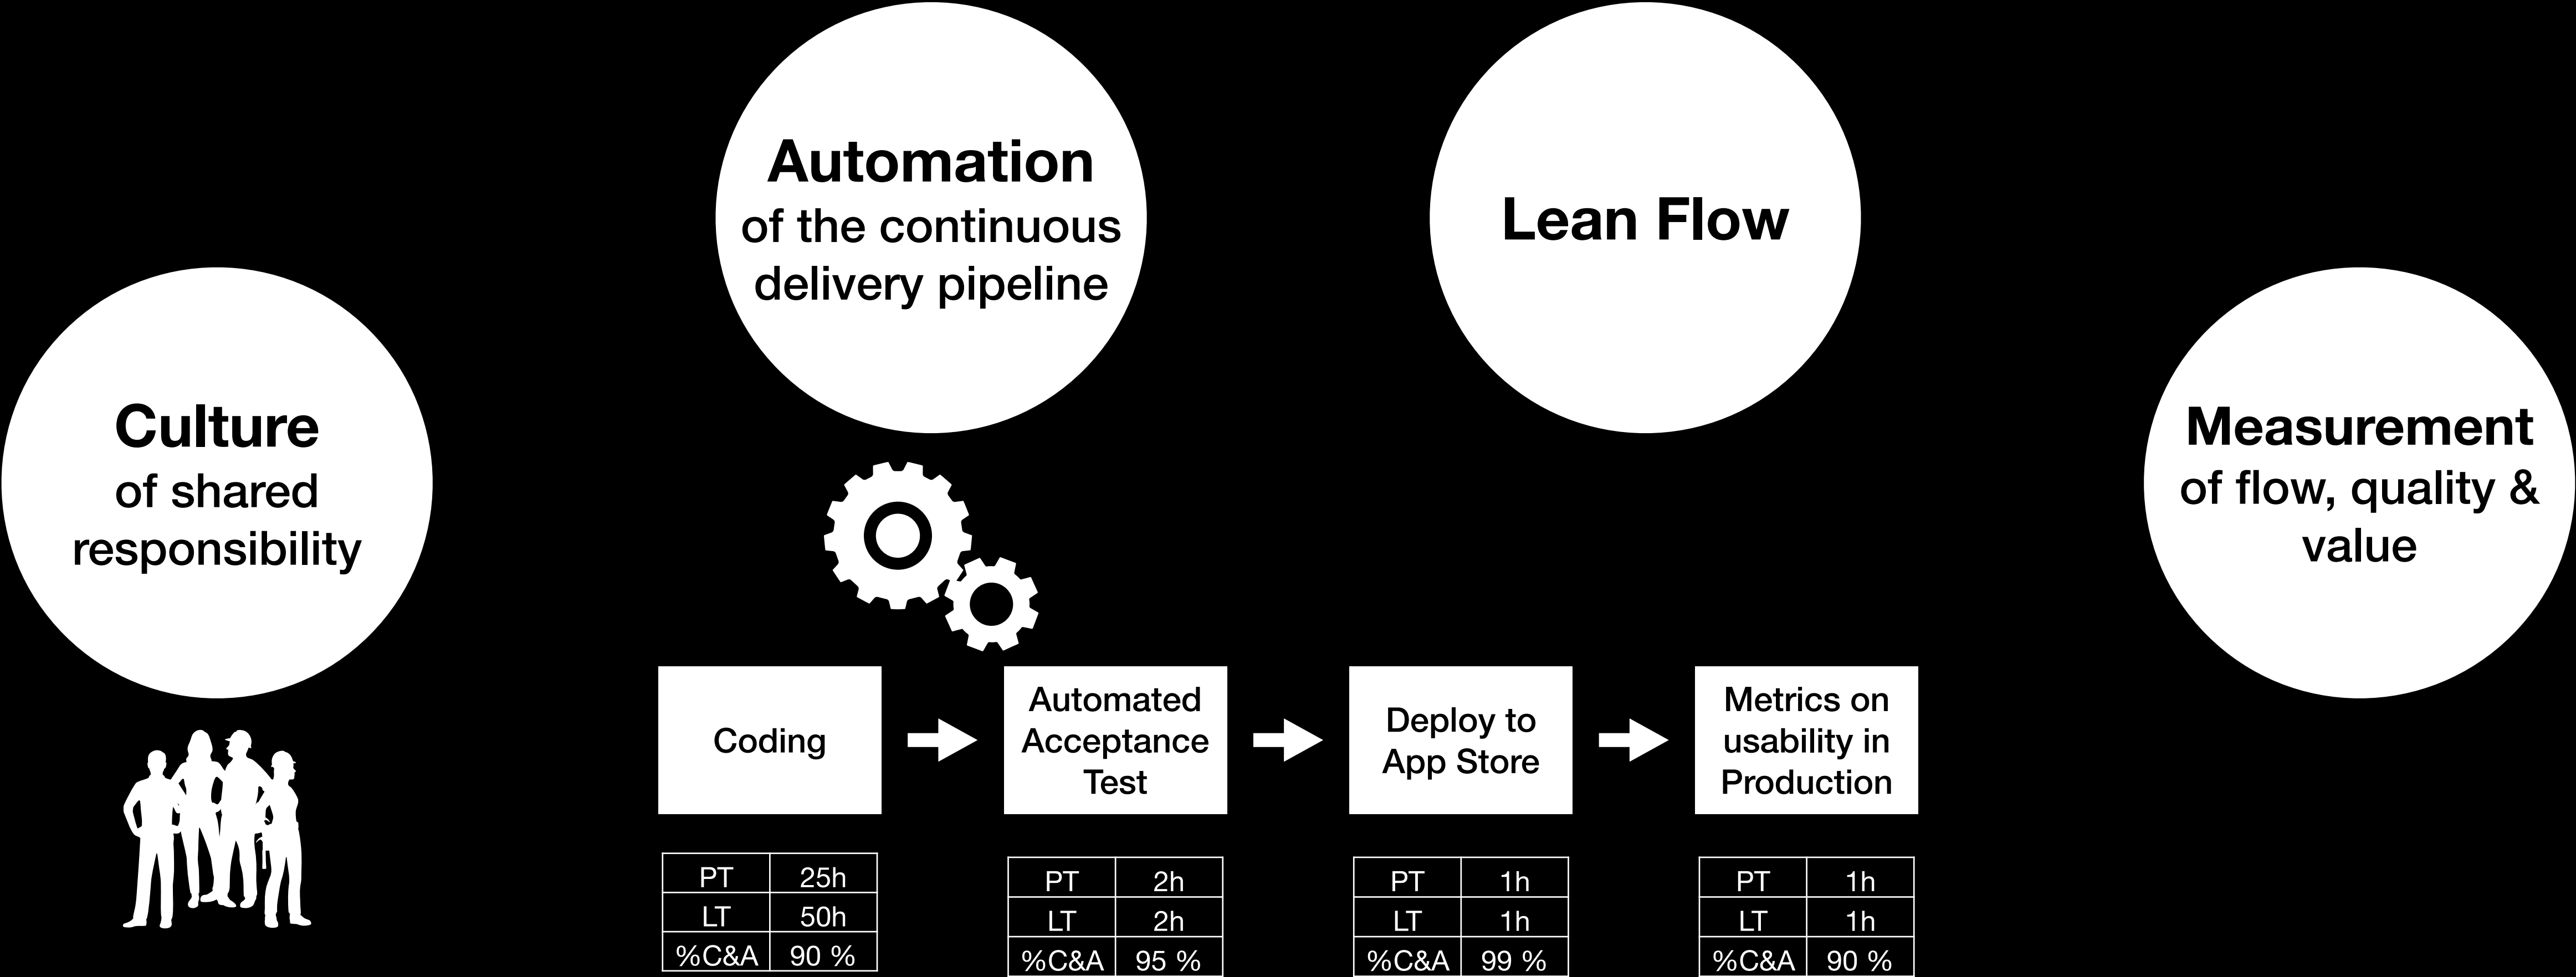 Automation
of the continuous
delivery pipeline
Lean Flow
Culture
of shared
responsibility
Measurement
of flow, quality &
value
Coding
Automated
Acceptance
Test
Deploy to
App Store
Metrics on
usability in
Production
PT 25h
LT 50h
%C&A 90 %
PT 2h
LT 2h
%C&A 95 %
PT 1h
LT 1h
%C&A 99 %
PT 1h
LT 1h
%C&A 90 %